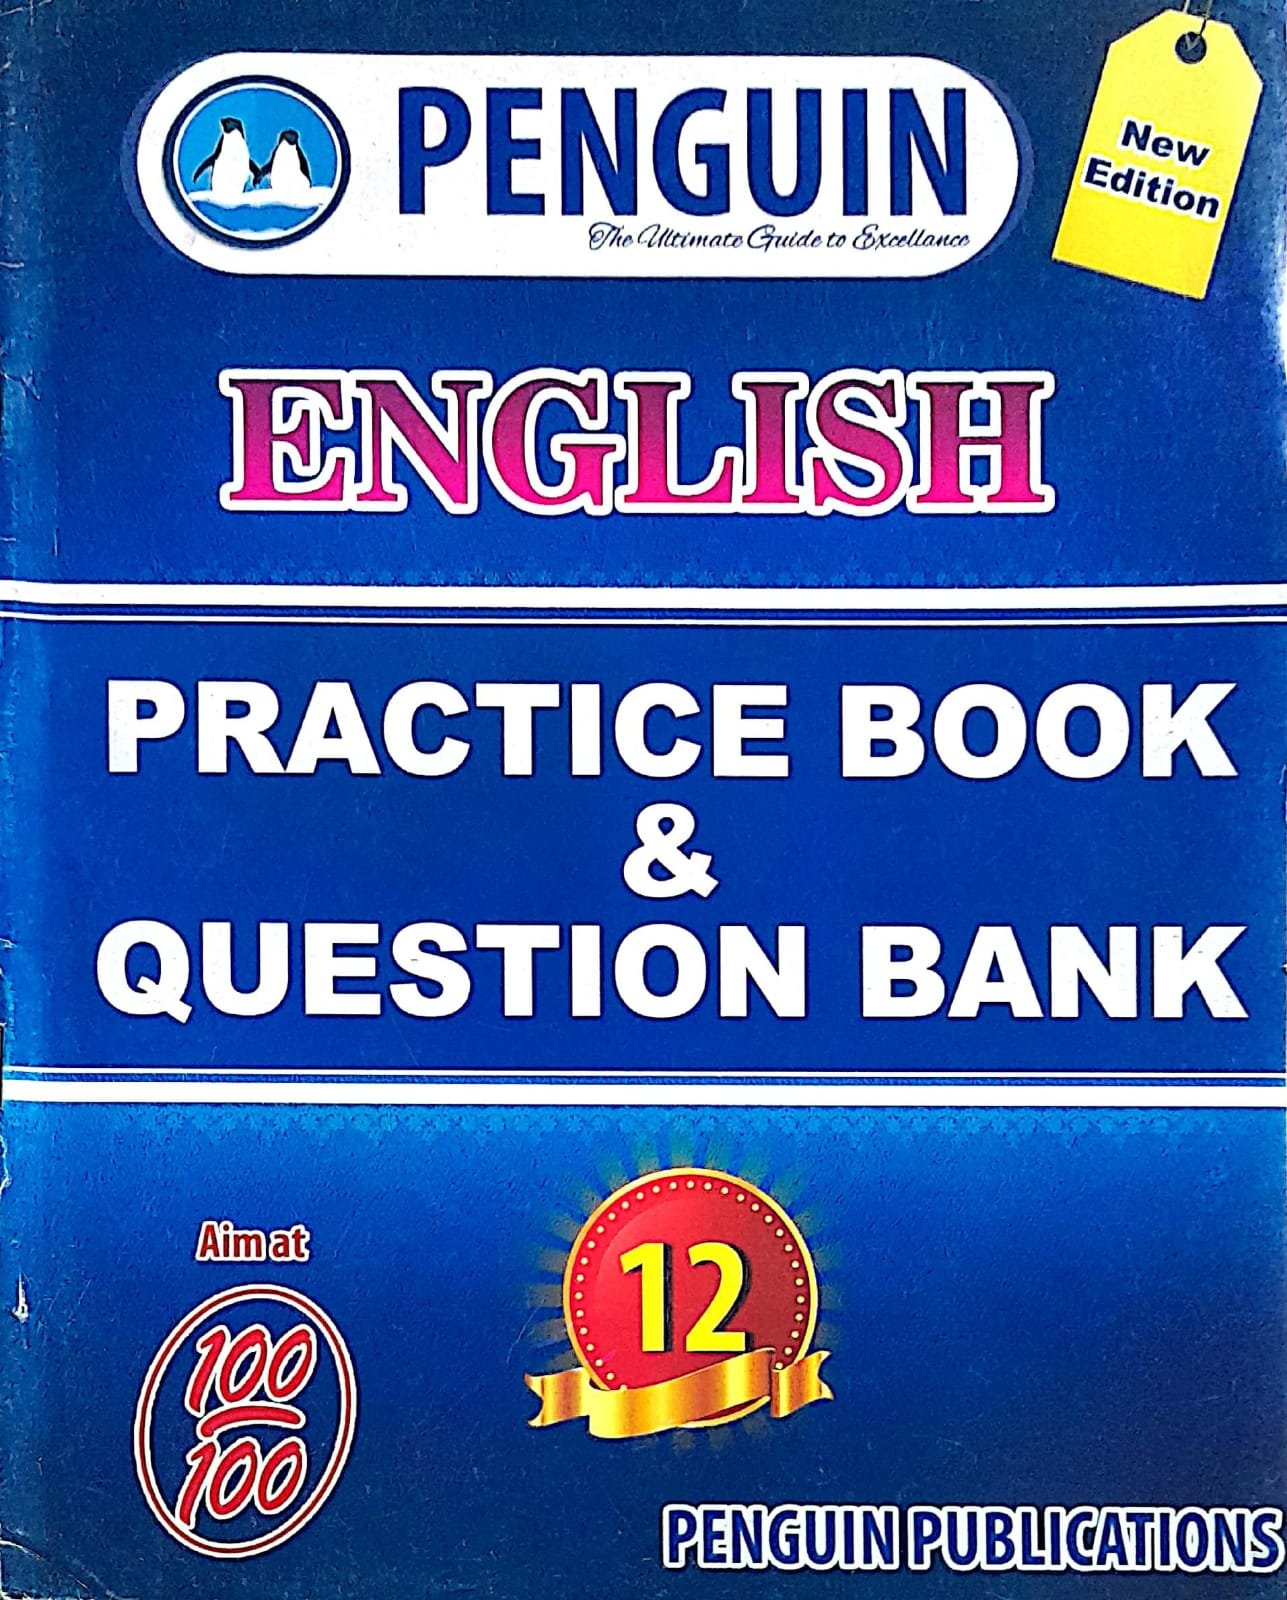 PENGUIN
The Ultimate Guide to Excellance
New
Edition
ENGLISH
PRACTICE BOOK
&
QUESTION BANK
Aim at
100
100
12
PENGUIN PUBLICATIONS